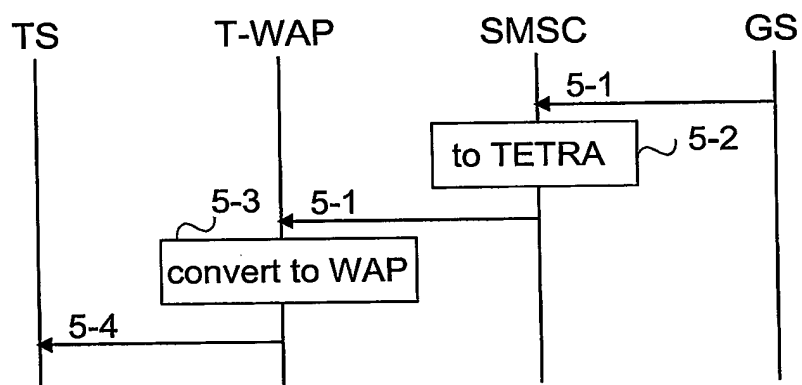 TS T-WAP SMSC GS
5-1
to TETRA 5-2
5-3 5-1
convert to WAP
5-4